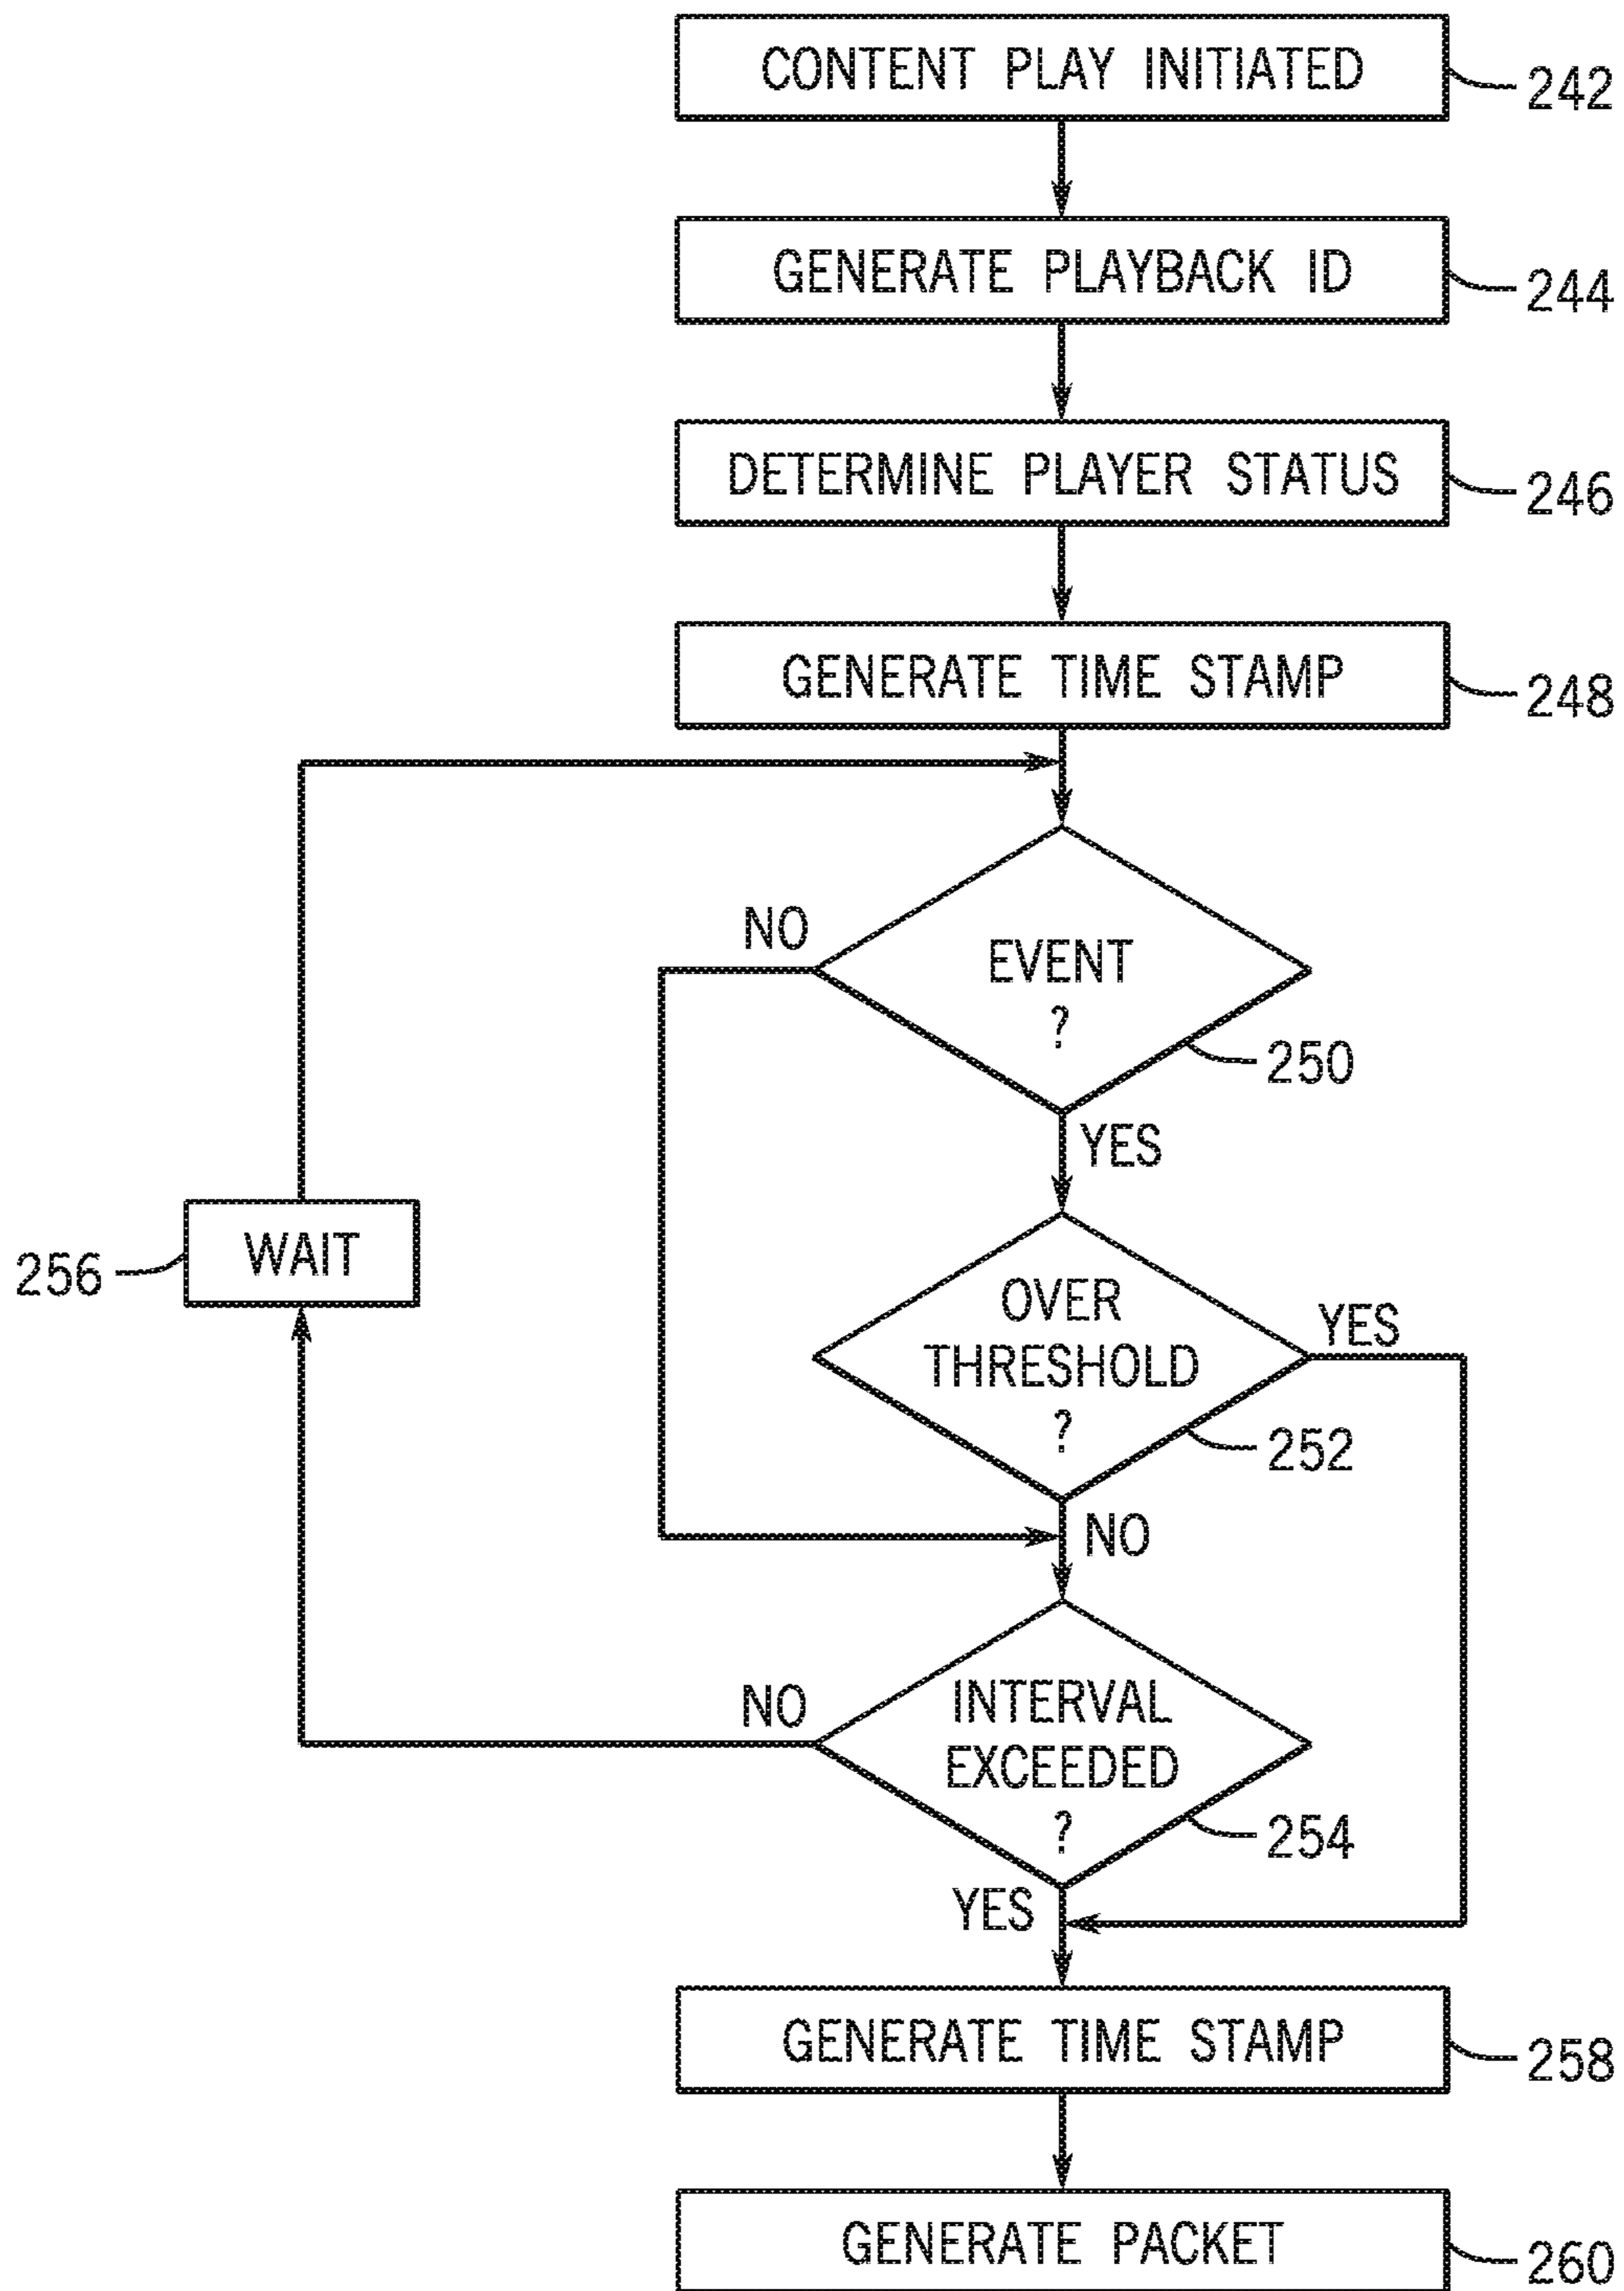 CONTENT PLAY INITIATED
242
GENERATE PLAYBACK ID
244
DETERMINE PLAYER STATUS
246
GENERATE TIME STAMP
248
NO
EVENT
?
250
YES
256
WAIT
OVER
THRESHOLD
?
YES
252
NO
NO
INTERVAL
EXCEEDED
?
254
YES
GENERATE TIME STAMP
258
GENERATE PACKET
260